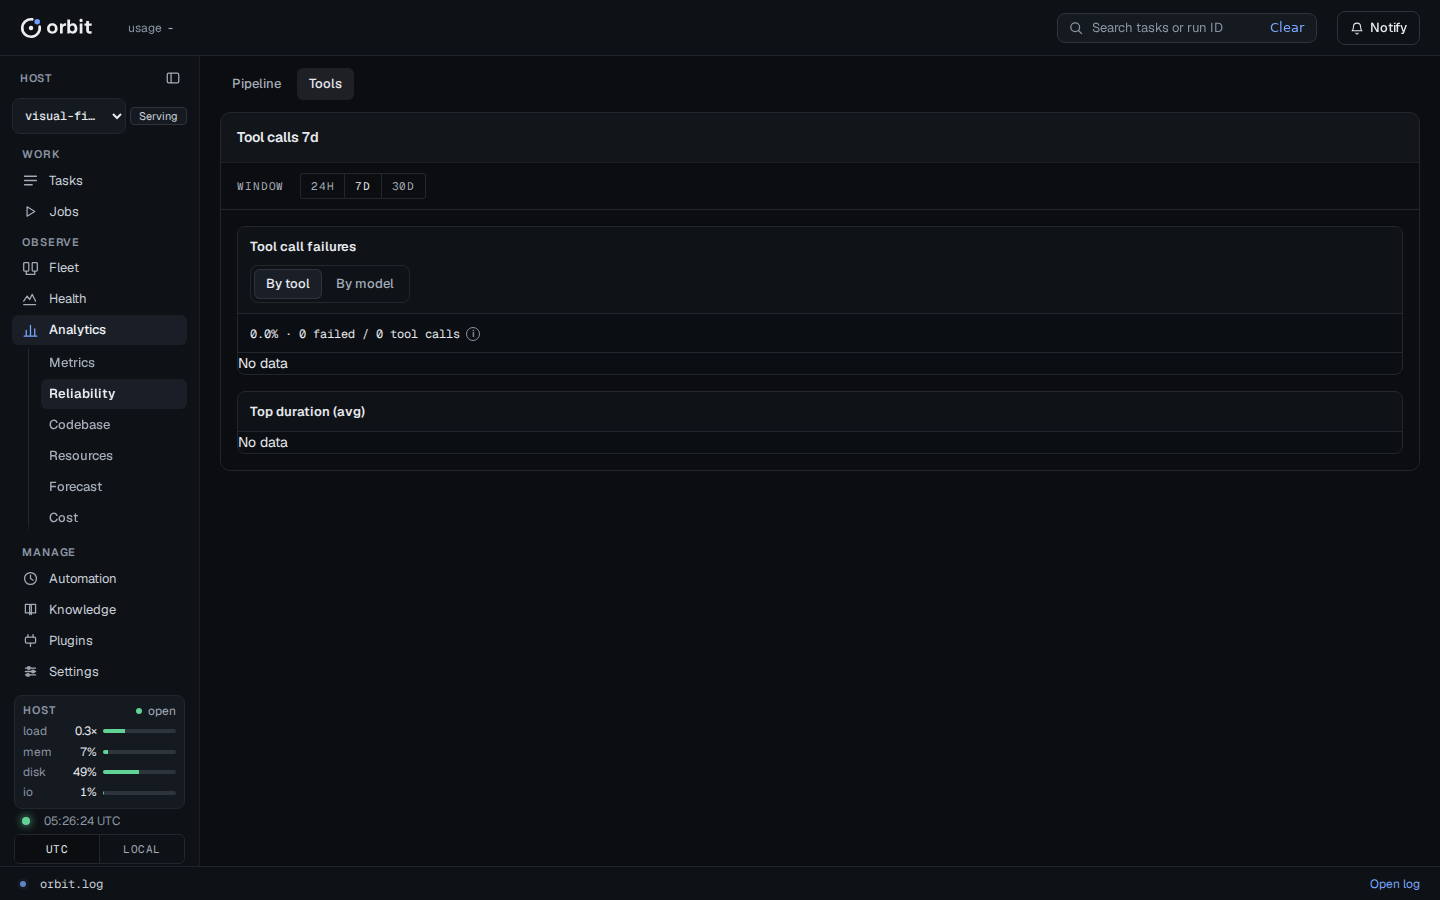 orbit
usage -
Search tasks or run ID
Clear
Notify
HOST
visual-fi…
Serving
WORK
Tasks
Jobs
OBSERVE
Fleet
Health
Analytics
Metrics
Reliability
Codebase
Resources
Forecast
Cost
MANAGE
Automation
Knowledge
Plugins
Settings
HOST open
load 0.3×
mem 7%
disk 49%
io 1%
05:26:24 UTC
UTC LOCAL
Pipeline Tools
Tool calls 7d
WINDOW 24H 7D 30D
Tool call failures
By tool By model
0.0% · 0 failed / 0 tool calls
No data
Top duration (avg)
No data
orbit.log
Open log